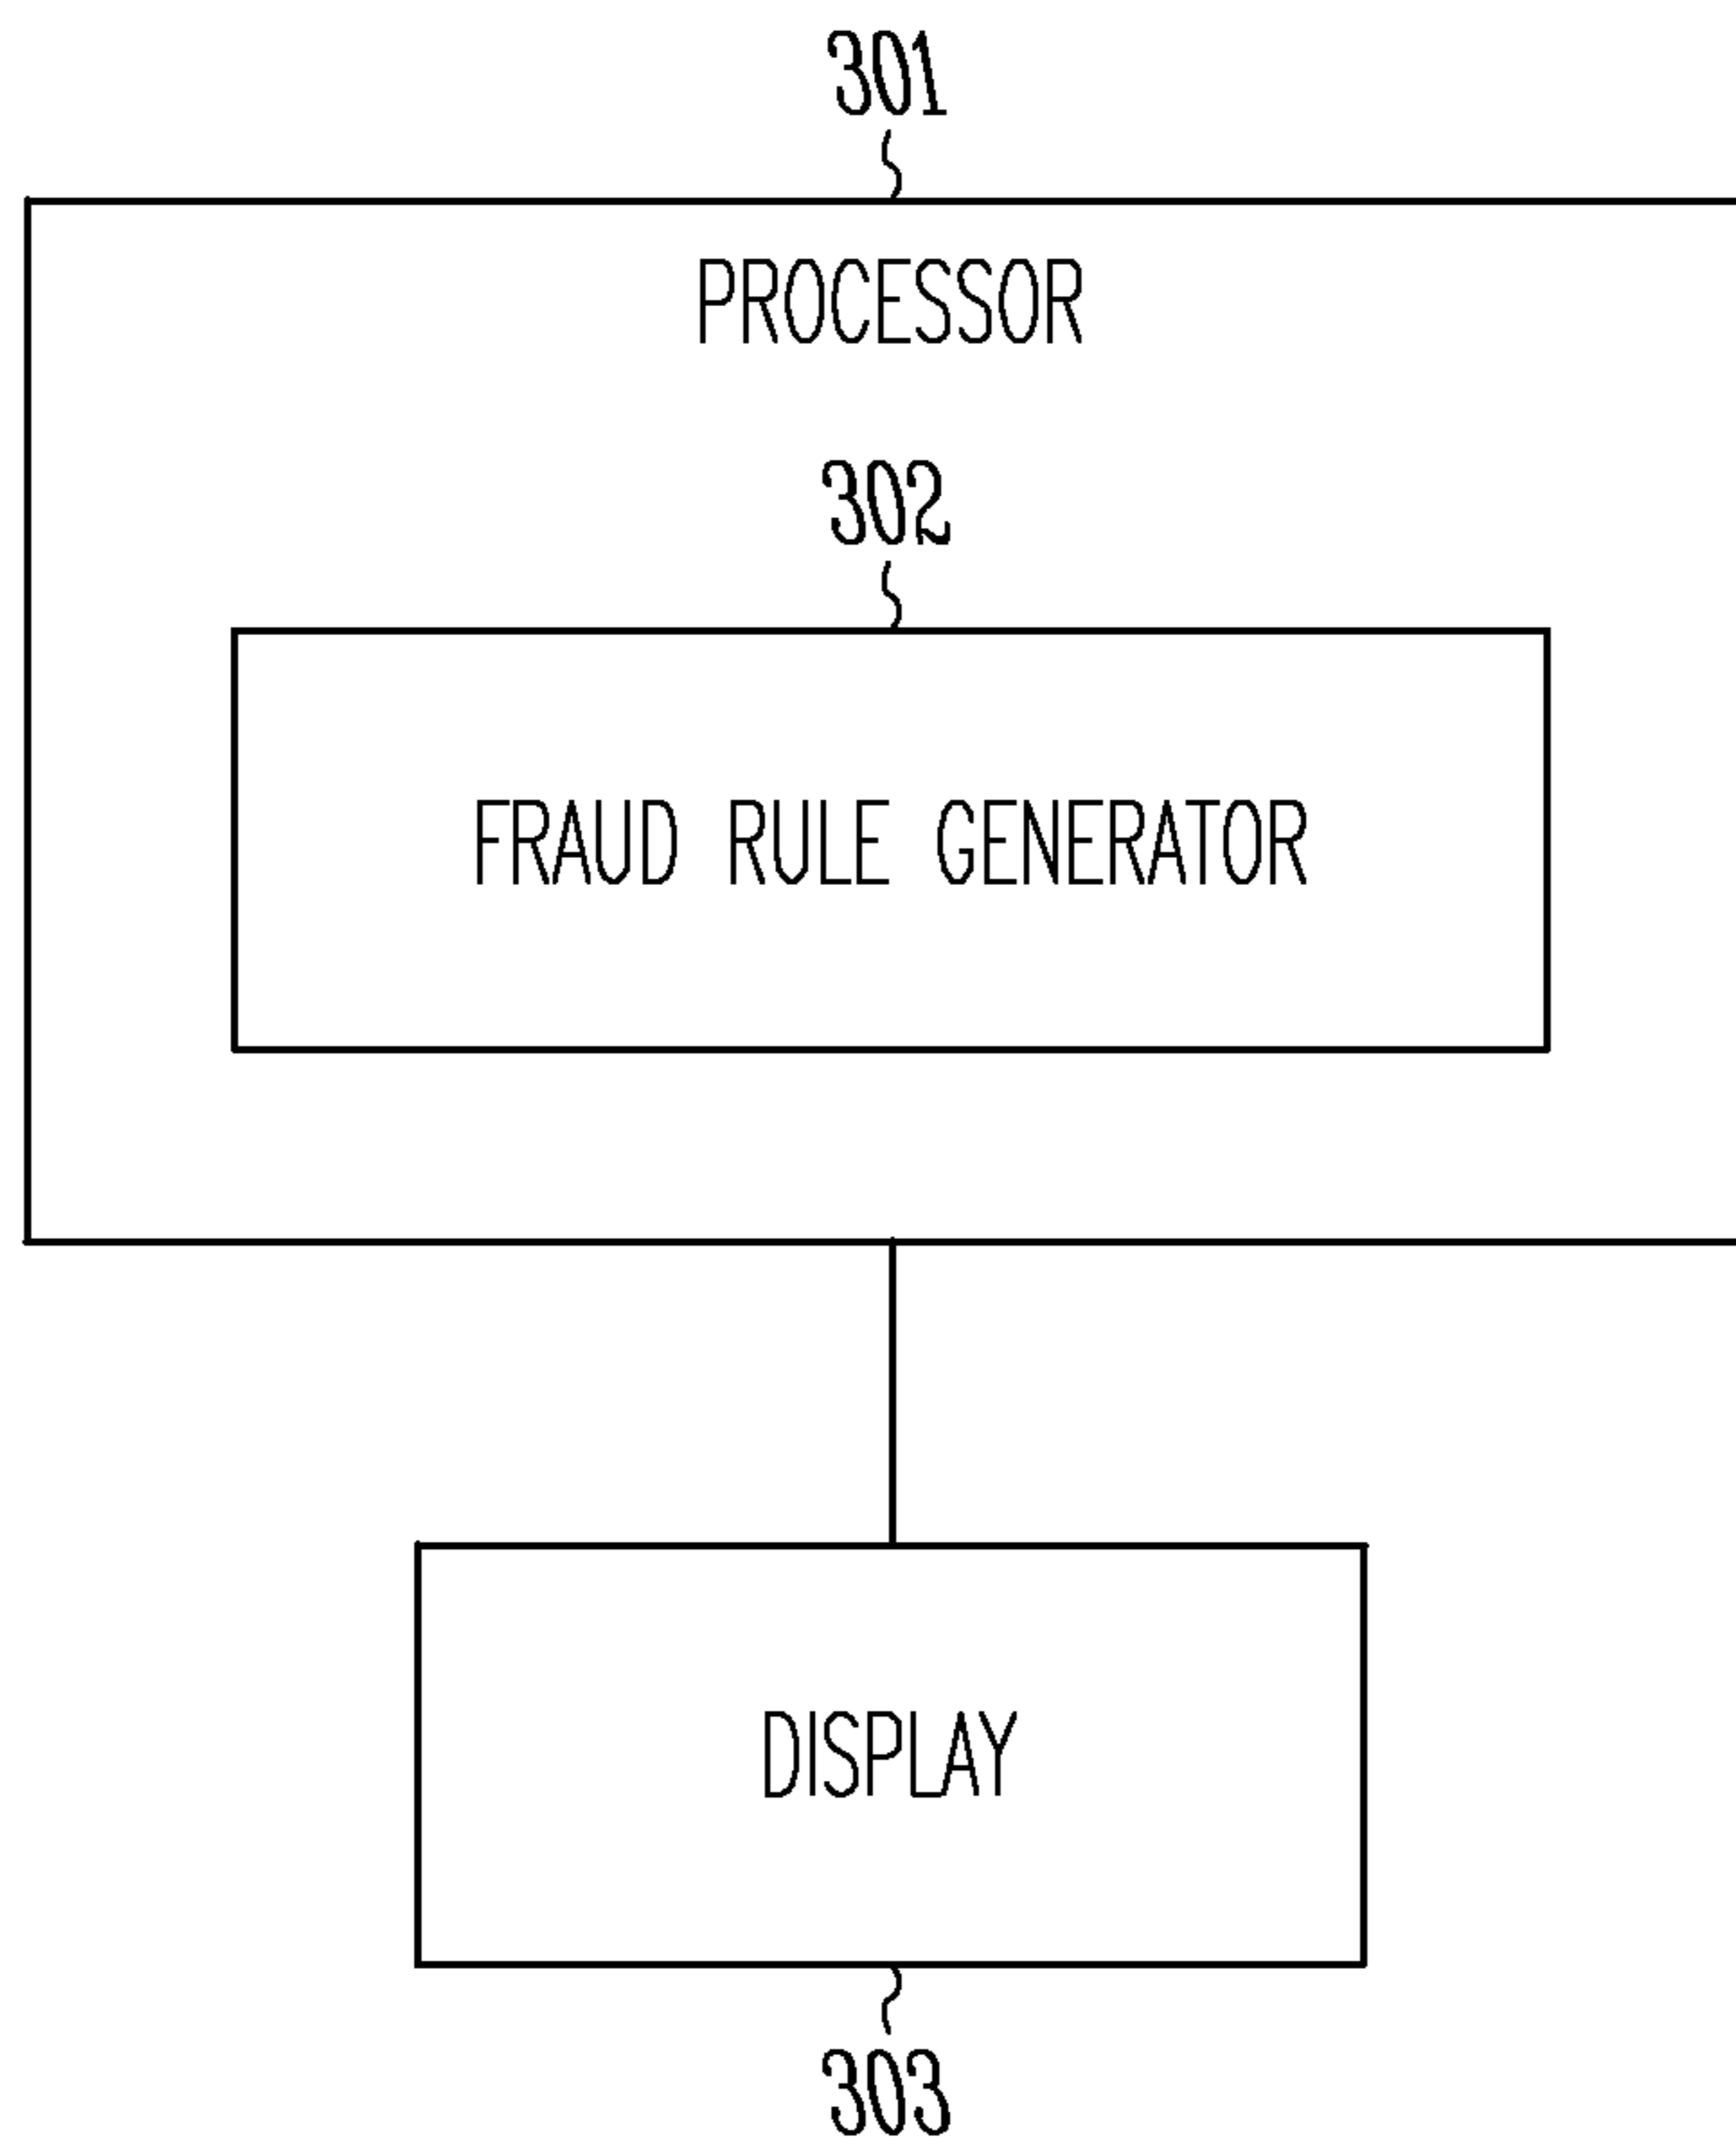 301
PROCESSOR
302
FRAUD RULE GENERATOR
DISPLAY
303